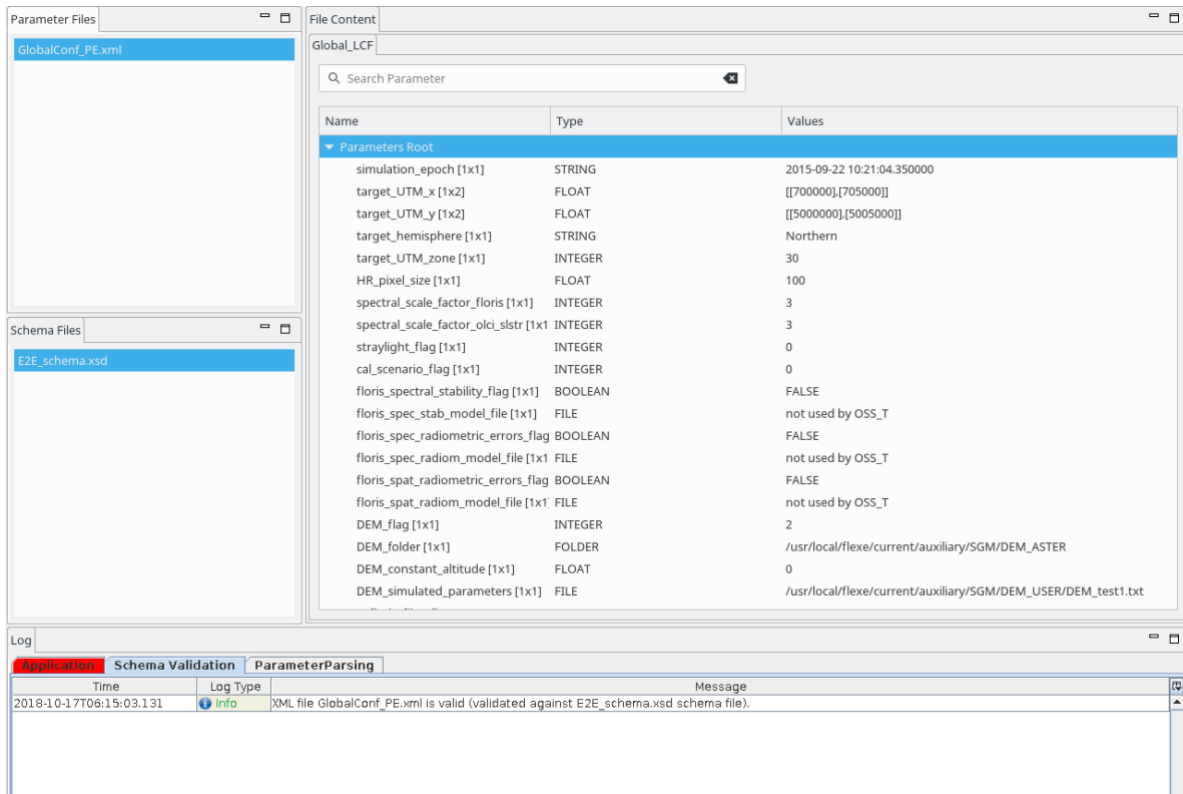 Parameter Files
GlobalConf_PE.xml
Schema Files
E2E_schema.xsd
File Content
Global_LCF
Search Parameter
Name Type Values
Parameters Root
simulation_epoch [1x1] STRING 2015-09-22 10:21:04.350000
target_UTM_x [1x2] FLOAT [[700000],[705000]]
target_UTM_y [1x2] FLOAT [[5000000],[5005000]]
target_hemisphere [1x1] STRING Northern
target_UTM_zone [1x1] INTEGER 30
HR_pixel_size [1x1] FLOAT 100
spectral_scale_factor_floris [1x1] INTEGER 3
spectral_scale_factor_olci_slstr [1x1 INTEGER 3
straylight_flag [1x1] INTEGER 0
cal_scenario_flag [1x1] INTEGER 0
floris_spectral_stability_flag [1x1] BOOLEAN FALSE
floris_spec_stab_model_file [1x1] FILE not used by OSS_T
floris_spec_radiometric_errors_flag BOOLEAN FALSE
floris_spec_radiom_model_file [1x1 FILE not used by OSS_T
floris_spat_radiometric_errors_flag BOOLEAN FALSE
floris_spat_radiom_model_file [1x1] FILE not used by OSS_T
DEM_flag [1x1] INTEGER 2
DEM_folder [1x1] FOLDER /usr/local/flexe/current/auxiliary/SGM/DEM_ASTER
DEM_constant_altitude [1x1] FLOAT 0
DEM_simulated_parameters [1x1] FILE /usr/local/flexe/current/auxiliary/SGM/DEM_USER/DEM_test1.txt
Log
Application Schema Validation ParameterParsing
Time Log Type Message
2018-10-17T06:15:03.131 Info XML file GlobalConf_PE.xml is valid (validated against E2E_schema.xsd schema file).